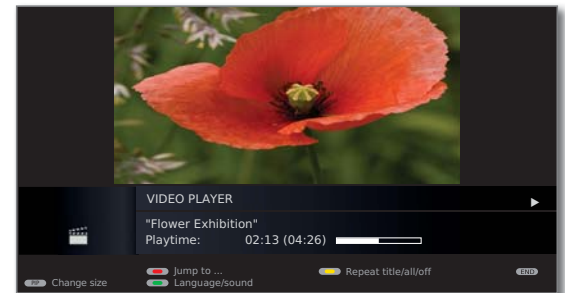 VIDEO PLAYER
"Flower Exhibition"
Playtime: 02:13 (04:26)
Jump to ...
Repeat title/all/off
END
PIP Change size
Language/sound